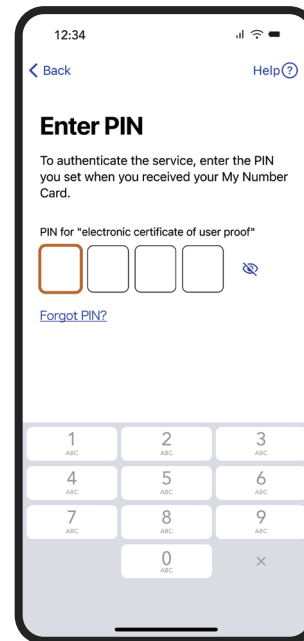 12:34
Back
Help?
Enter PIN
To authenticate the service, enter the PIN
you set when you received your My Number
Card.
PIN for "electronic certificate of user proof"
Forgot PIN?
1 2 3
ABC ABC ABC
4 5 6
ABC ABC ABC
7 8 9
ABC ABC ABC
0 ×
ABC